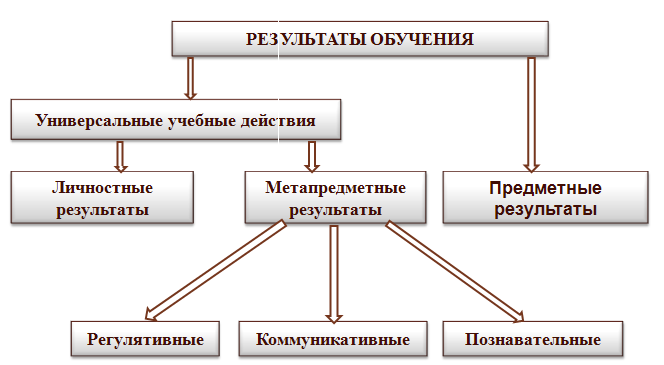 РЕЗУЛЬТАТЫ ОБУЧЕНИЯ
Универсальные учебные действия
Личностные
результаты
Метапредметные
результаты
Предметные
результаты
Регулятивные
Коммуникативные
Познавательные